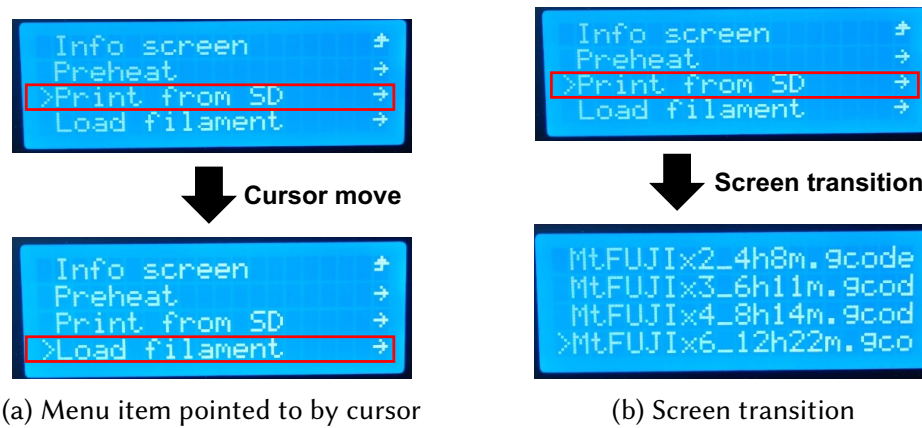 Info screen
Preheat
>Print from SD
Load filament
Cursor move
Info screen
Preheat
Print from SD
>Load filament
(a) Menu item pointed to by cursor
Info screen
Preheat
>Print from SD
Load filament
Screen transition
MtFUJIx2_4h8m.gcode
MtFUJIx3_6h11m.gcod
MtFUJIx4_8h14m.gcod
>MtFUJIx6_12h22m.gco
(b) Screen transition